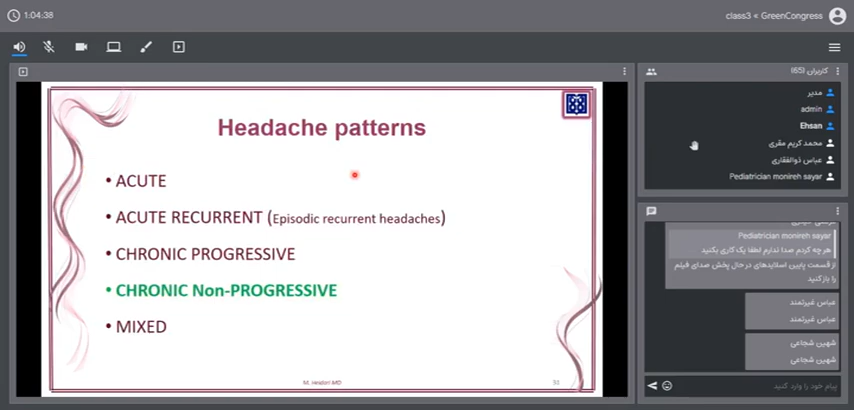 1:04:38
class3 < GreenCongress
Headache patterns
• ACUTE
• ACUTE RECURRENT (Episodic recurrent headaches)
• CHRONIC PROGRESSIVE
• CHRONIC Non-PROGRESSIVE
• MIXED
M. heidari MD
کاربران (65)
مدیر
admin
Ehsan
محمد کریم مقری
عباس ذوالفقاری
Pediatrician monireh sayar
Pediatrician monireh sayar
هر چه کردم صدا ندارم لطفا یک کاری بکنید
از قسمت پایین اسلایدهای در حال پخش صدای فیلم
را باز کنید
عباس غیرتمند
عباس غیرتمند
شهین شجاعی
شهین شجاعی
پیام خود را وارد کنید